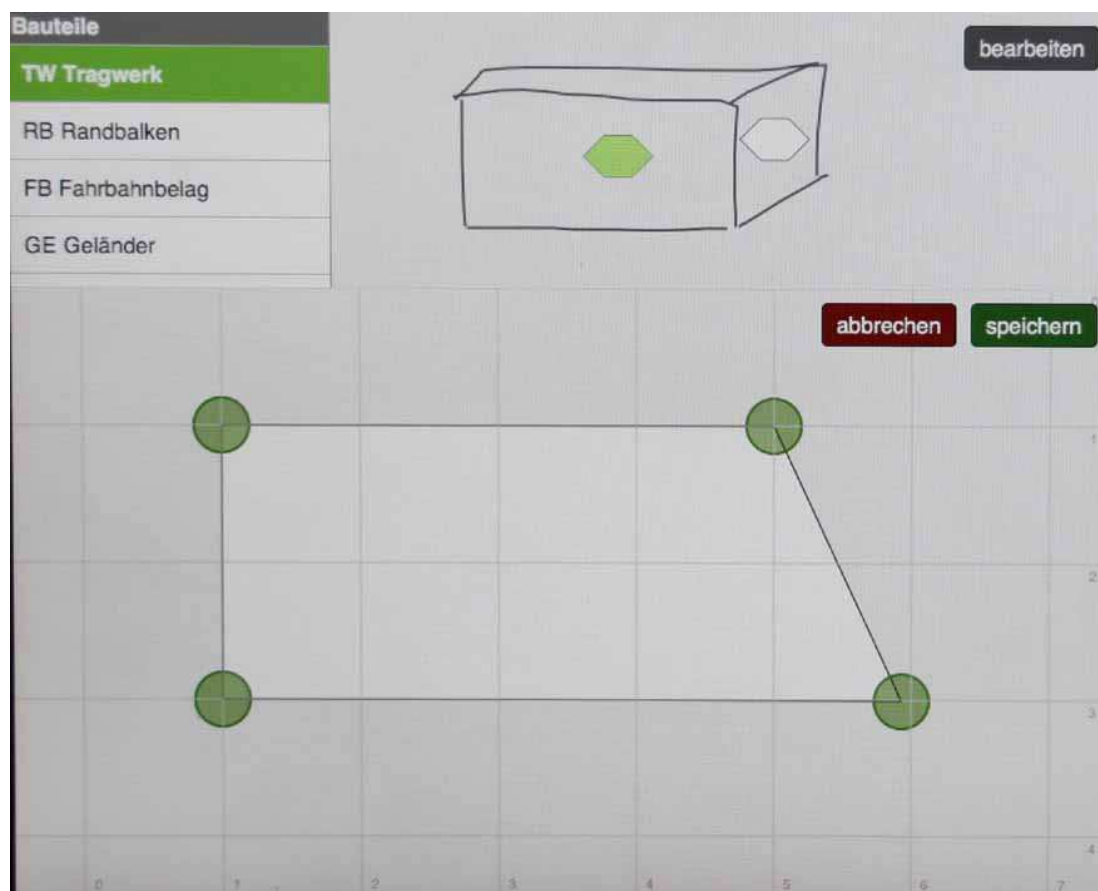 Bauteile
bearbeiten
TW Tragwerk
RB Randbalken
FB Fahrbahnbelag
GE Geländer
abbrechen
speichern
1
2
3
4
0 1 2 3 4 5 6 7